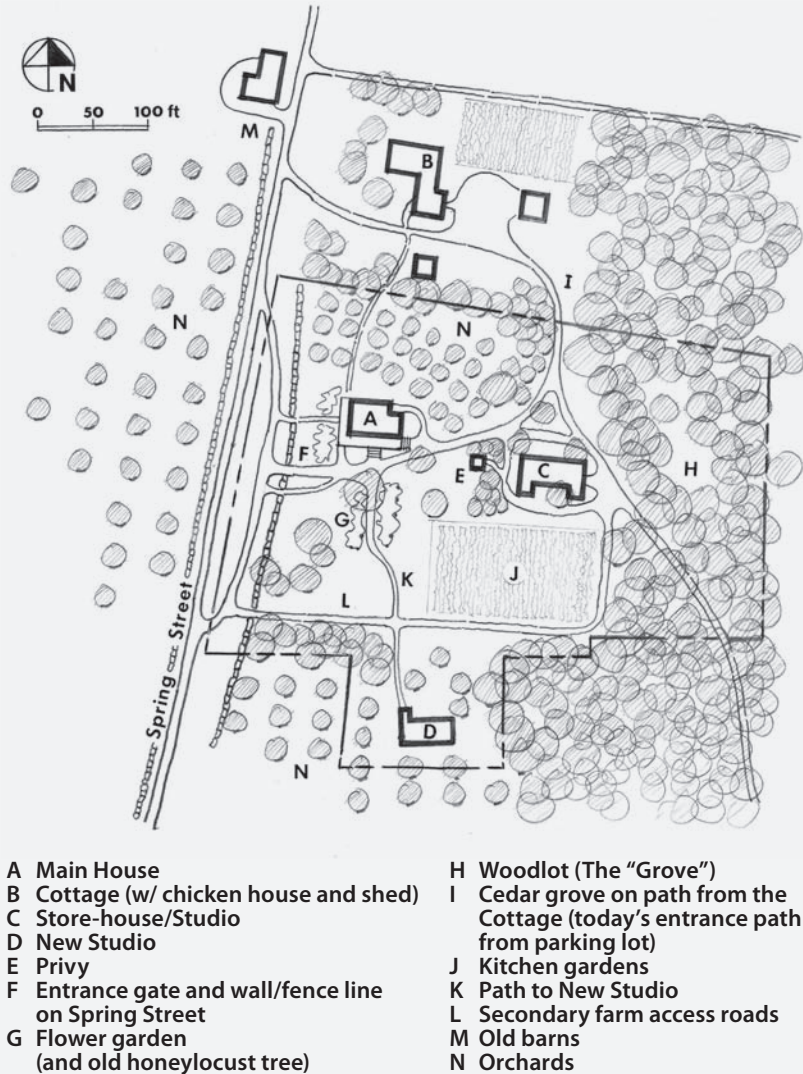 N
0 50 100 ft
M
B
I
N
N
A
F
E
C
H
G
K
J
L
Spring Street
D
N
A Main House
B Cottage (w/ chicken house and shed)
C Store-house/Studio
D New Studio
E Privy
F Entrance gate and wall/fence line
on Spring Street
G Flower garden
(and old honeylocust tree)
H Woodlot (The “Grove”)
I Cedar grove on path from the
Cottage (today’s entrance path
from parking lot)
J Kitchen gardens
K Path to New Studio
L Secondary farm access roads
M Old barns
N Orchards